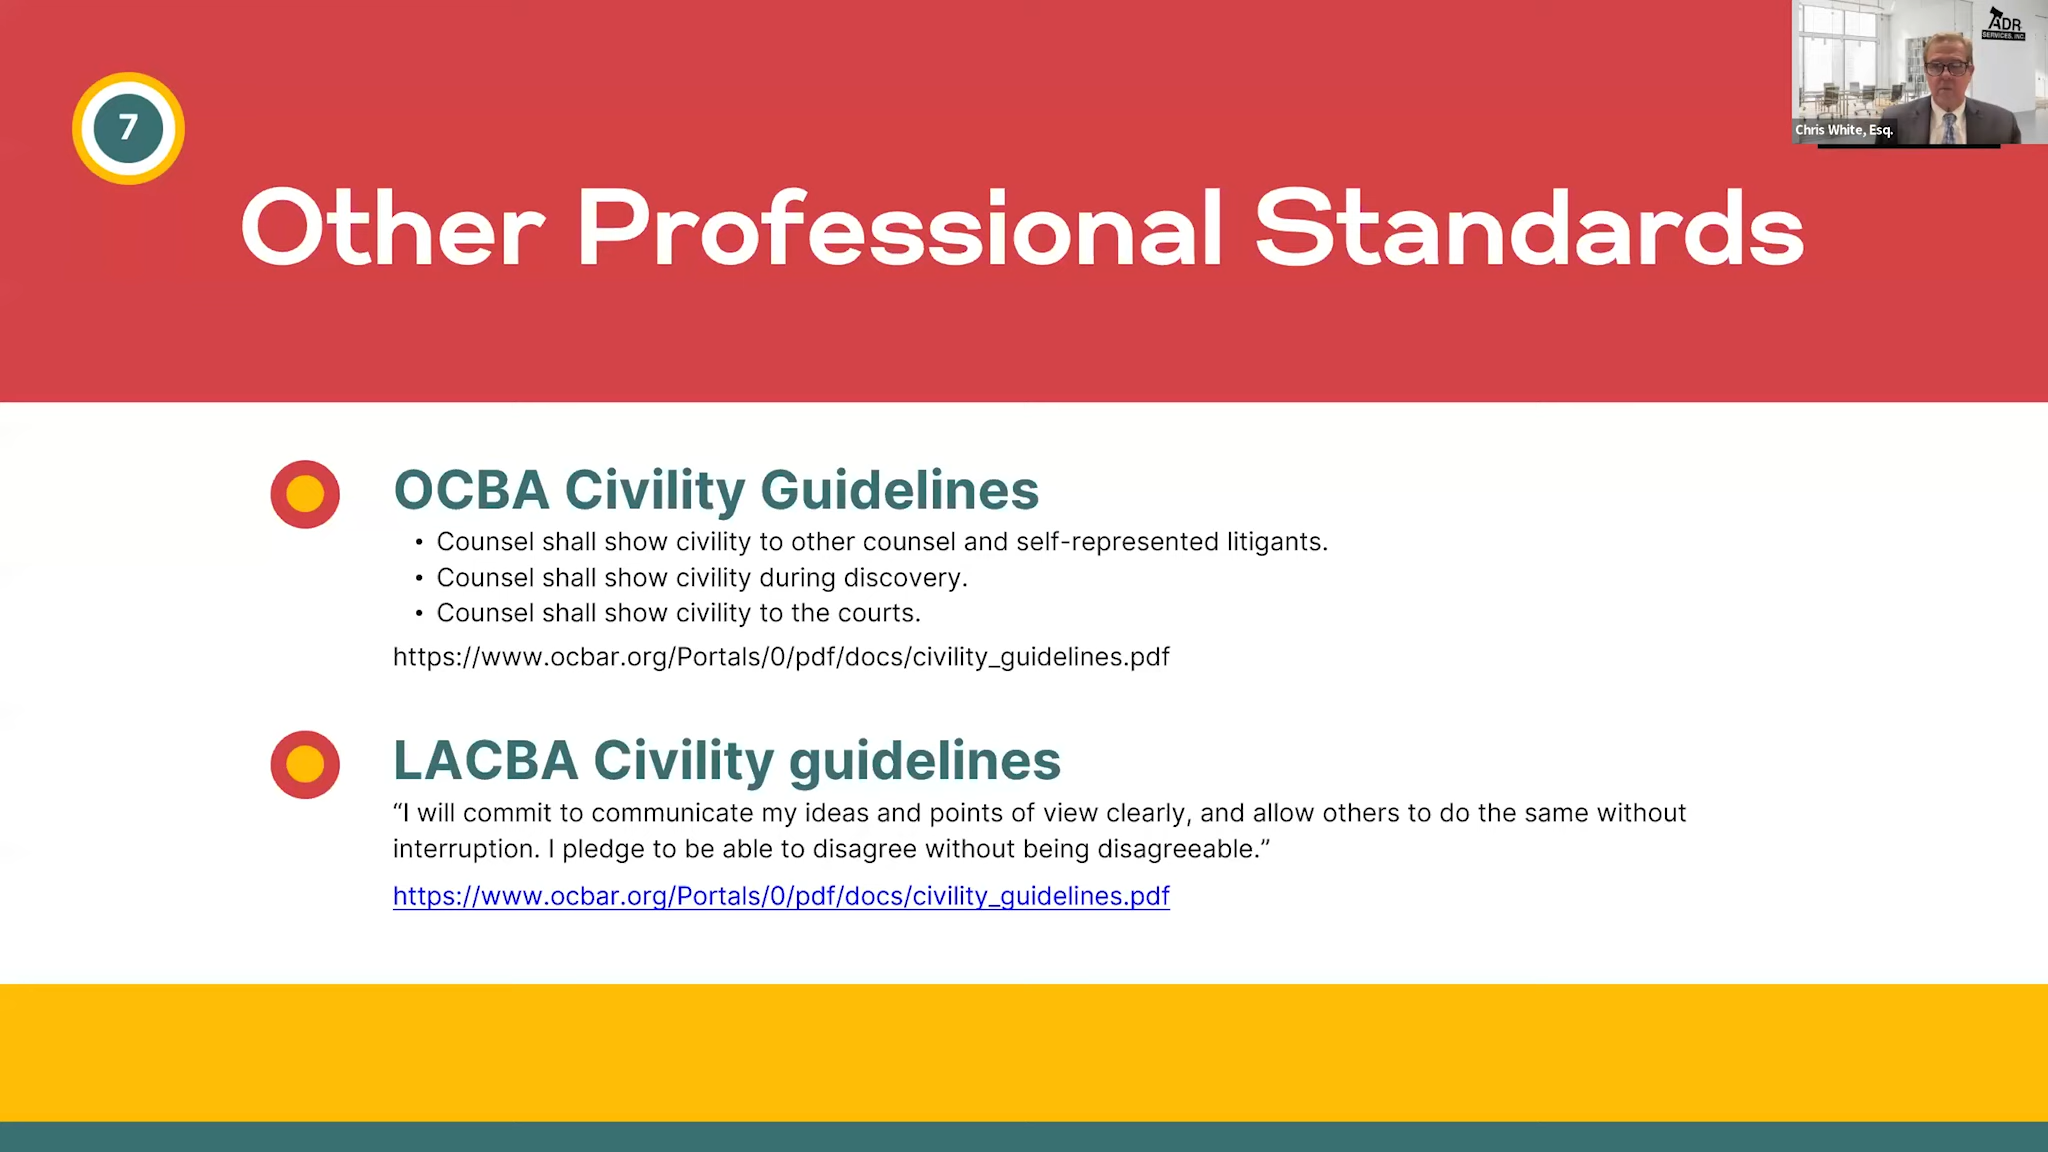 7
ADR
SERVICES, INC.
Chris White, Esq.
Other Professional Standards
OCBA Civility Guidelines
• Counsel shall show civility to other counsel and self-represented litigants.
• Counsel shall show civility during discovery.
• Counsel shall show civility to the courts.
https://www.ocbar.org/Portals/0/pdf/docs/civility_guidelines.pdf
LACBA Civility guidelines
“I will commit to communicate my ideas and points of view clearly, and allow others to do the same without
interruption. I pledge to be able to disagree without being disagreeable.”
https://www.ocbar.org/Portals/0/pdf/docs/civility_guidelines.pdf